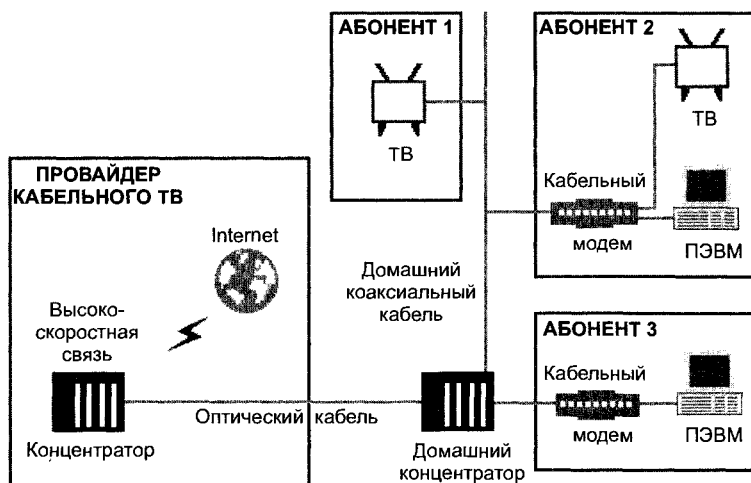 АБОНЕНТ 1
ТВ
АБОНЕНТ 2
ТВ
Кабельный
модем
ПЭВМ
ПРОВАЙДЕР
КАБЕЛЬНОГО ТВ
Internet
Высоко-
скоростная
связь
Концентратор
Оптический кабель
Домашний
коаксиальный
кабель
Домашний
концентратор
АБОНЕНТ 3
Кабельный
модем
ПЭВМ